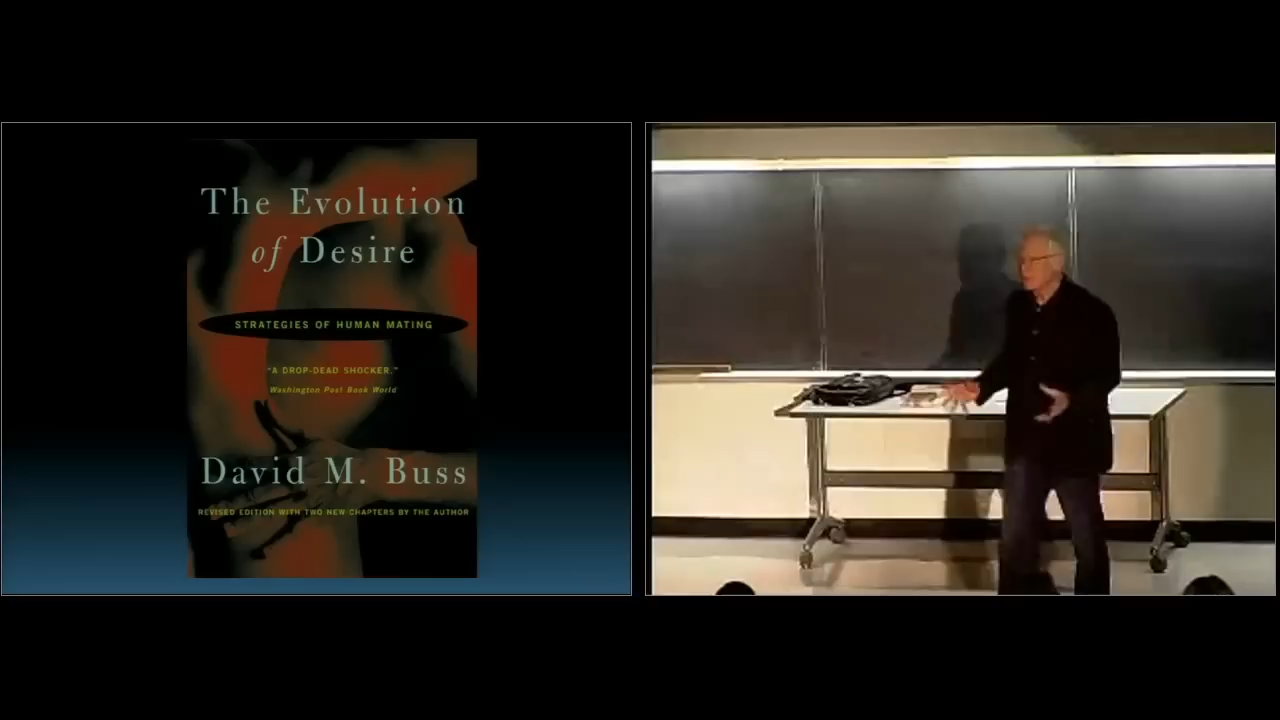 The Evolution
of Desire
STRATEGIES OF HUMAN MATING
"A DROP-DEAD SHOCKER."
Washington Post Book World
David M. Buss
REVISED EDITION WITH TWO NEW CHAPTERS BY THE AUTHOR